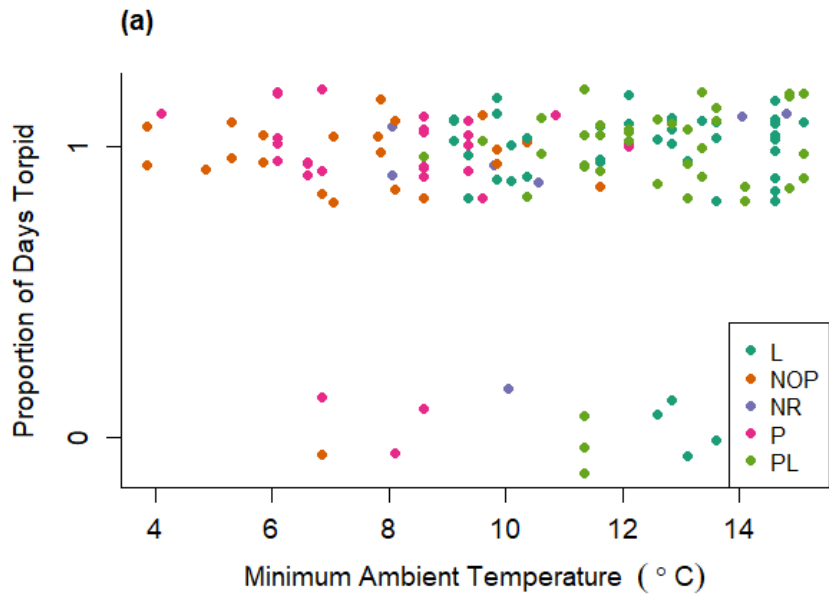 (a)
Proportion of Days Torpid
1
0
L
NOP
NR
P
PL
4 6 8 10 12 14
Minimum Ambient Temperature ( ° C)